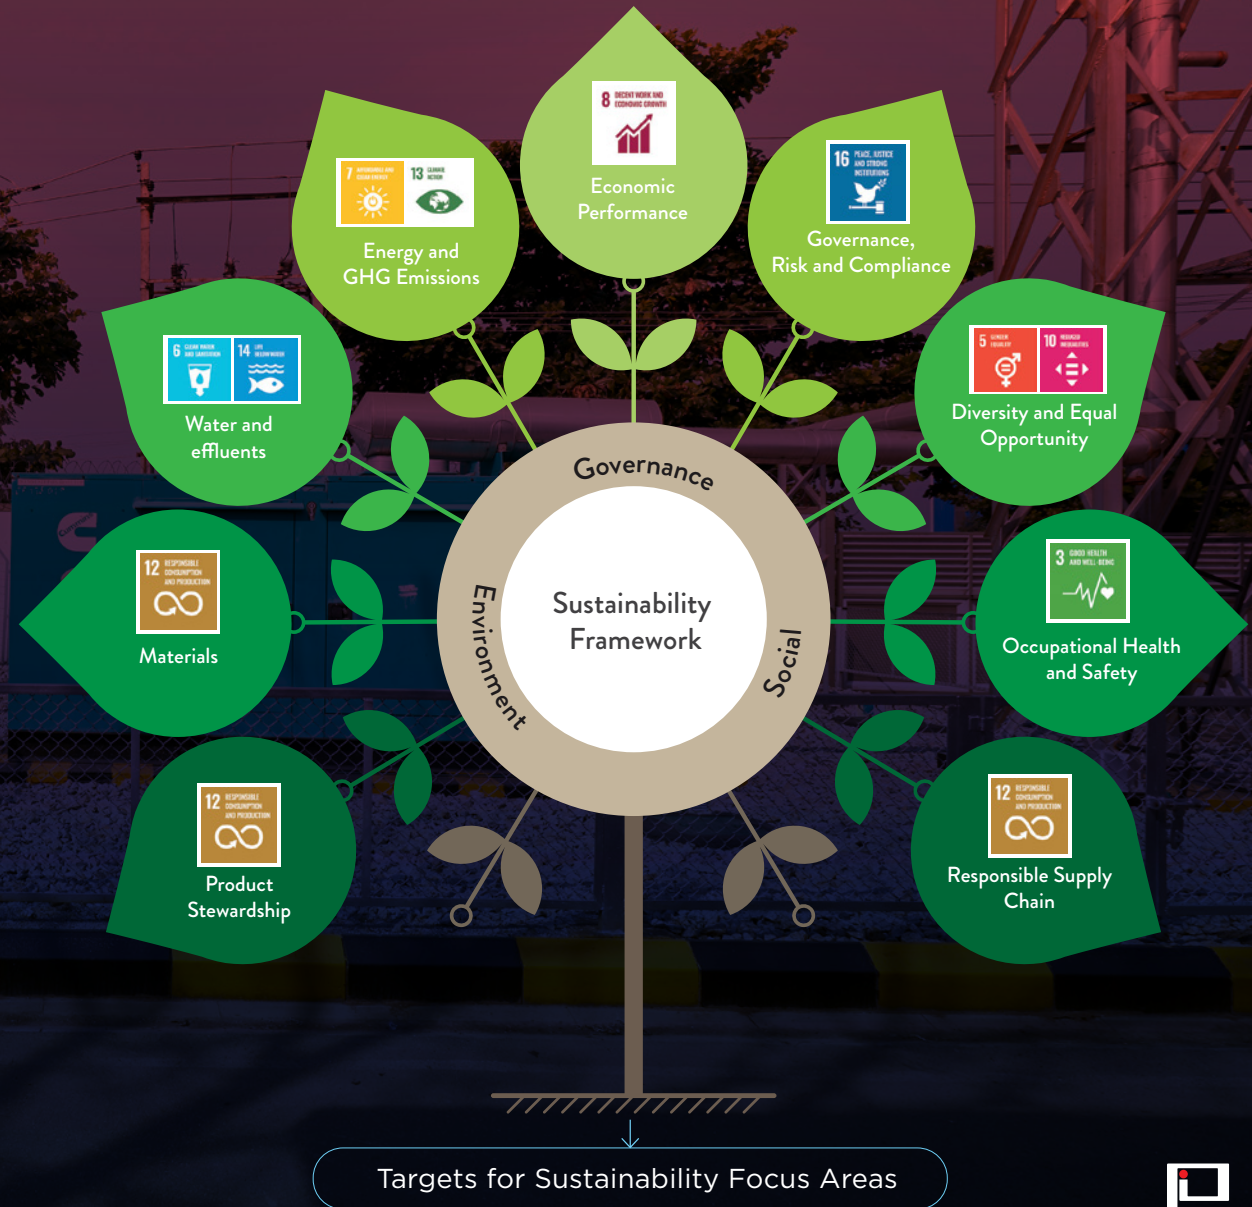 8 DECENT WORK AND
ECONOMIC GROWTH
Economic
Performance
7 AFFORDABLE AND
CLEAN ENERGY
13 CLIMATE
ACTION
Energy and
GHG Emissions
16 PEACE, JUSTICE
AND STRONG
INSTITUTIONS
Governance,
Risk and Compliance
6 CLEAN WATER
AND SANITATION
14 LIFE
BELOW WATER
Water and
effluents
5 GENDER
EQUALITY
10 REDUCED
INEQUALITIES
Diversity and Equal
Opportunity
12 RESPONSIBLE
CONSUMPTION
AND PRODUCTION
Materials
3 GOOD HEALTH
AND WELL-BEING
Occupational Health
and Safety
12 RESPONSIBLE
CONSUMPTION
AND PRODUCTION
Product
Stewardship
12 RESPONSIBLE
CONSUMPTION
AND PRODUCTION
Responsible Supply
Chain
Governance
Environment
Social
Sustainability
Framework
Targets for Sustainability Focus Areas